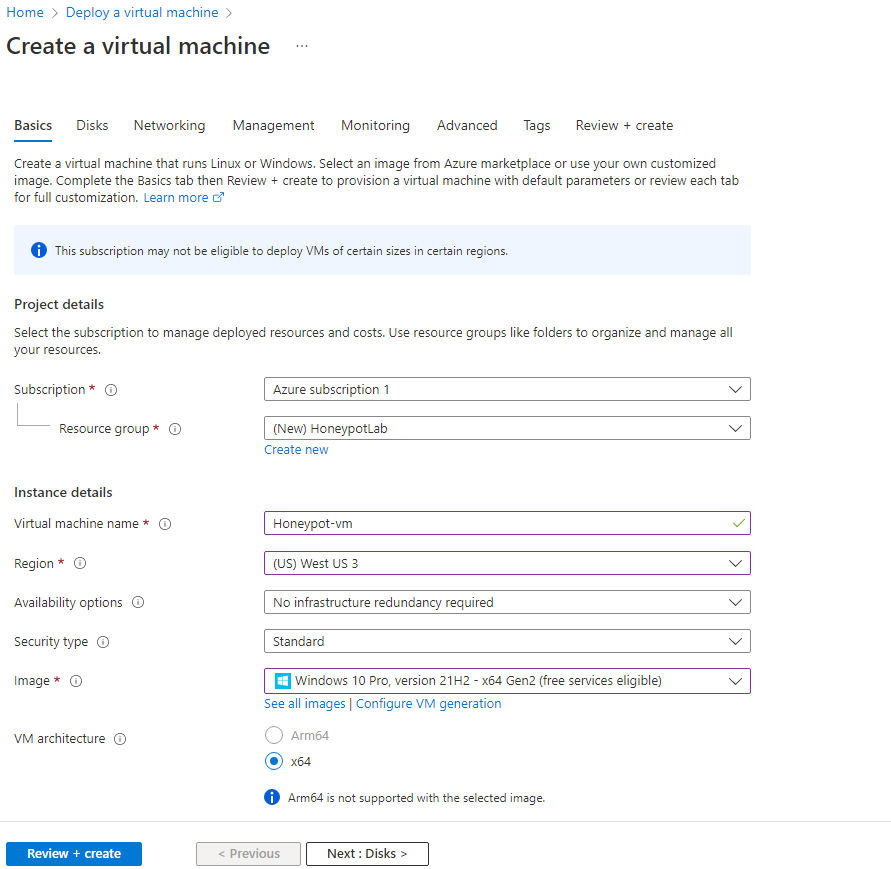 Home > Deploy a virtual machine >
Create a virtual machine ...
Basics Disks Networking Management Monitoring Advanced Tags Review + create
Create a virtual machine that runs Linux or Windows. Select an image from Azure marketplace or use your own customized
image. Complete the Basics tab then Review + create to provision a virtual machine with default parameters or review each tab
for full customization. Learn more
This subscription may not be eligible to deploy VMs of certain sizes in certain regions.
Project details
Select the subscription to manage deployed resources and costs. Use resource groups like folders to organize and manage all
your resources.
Subscription * Azure subscription 1
Resource group * (New) HoneypotLab
Create new
Instance details
Virtual machine name * Honeypot-vm
Region * (US) West US 3
Availability options No infrastructure redundancy required
Security type Standard
Image * Windows 10 Pro, version 21H2 - x64 Gen2 (free services eligible)
See all images | Configure VM generation
VM architecture Arm64
x64
Arm64 is not supported with the selected image.
Review + create < Previous Next : Disks >